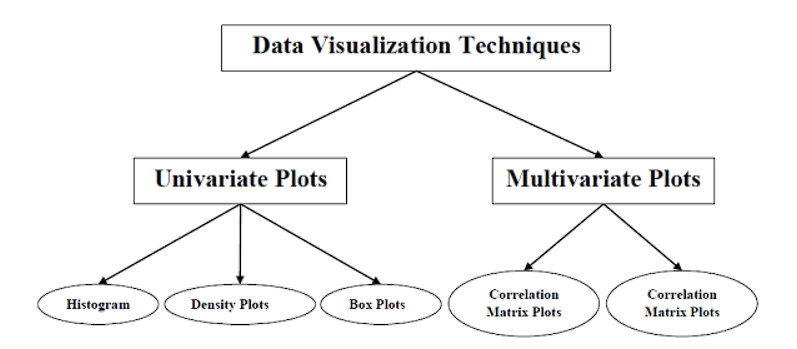 Data Visualization Techniques
Univariate Plots
Multivariate Plots
Histogram
Density Plots
Box Plots
Correlation
Matrix Plots
Correlation
Matrix Plots